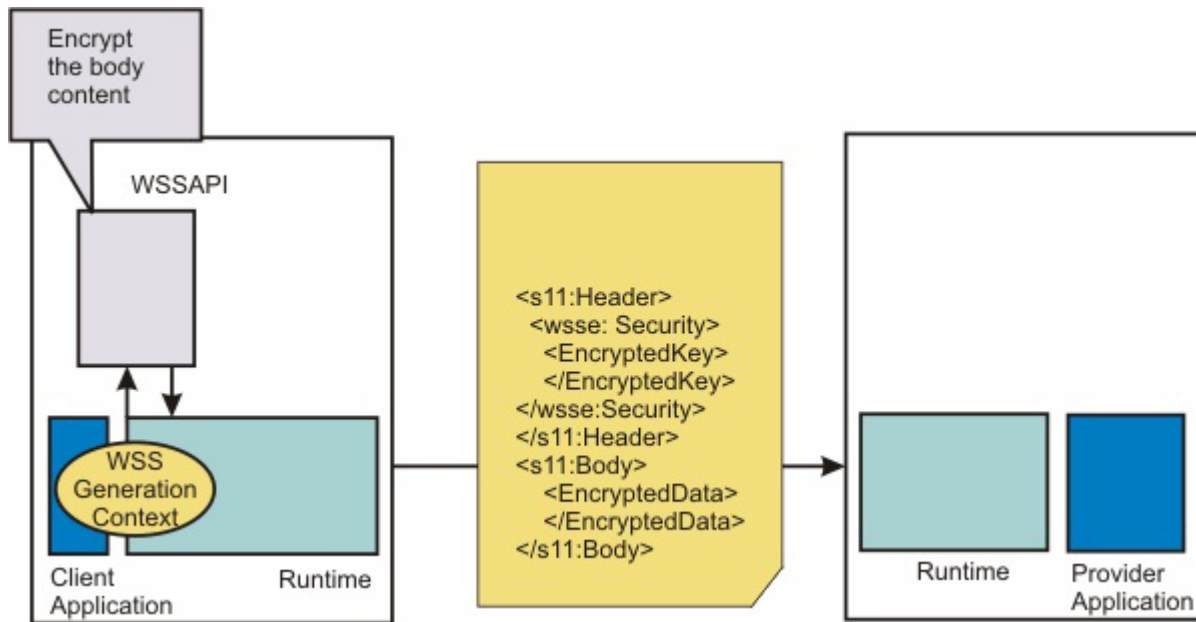 Encrypt
the body
content
WSSAPI
WSS
Generation
Context
Client
Application
Runtime
<s11:Header>
<wsse: Security>
<EncryptedKey>
</EncryptedKey>
</wsse:Security>
</s11:Header>
<s11:Body>
<EncryptedData>
</EncryptedData>
</s11:Body>
Runtime
Provider
Application